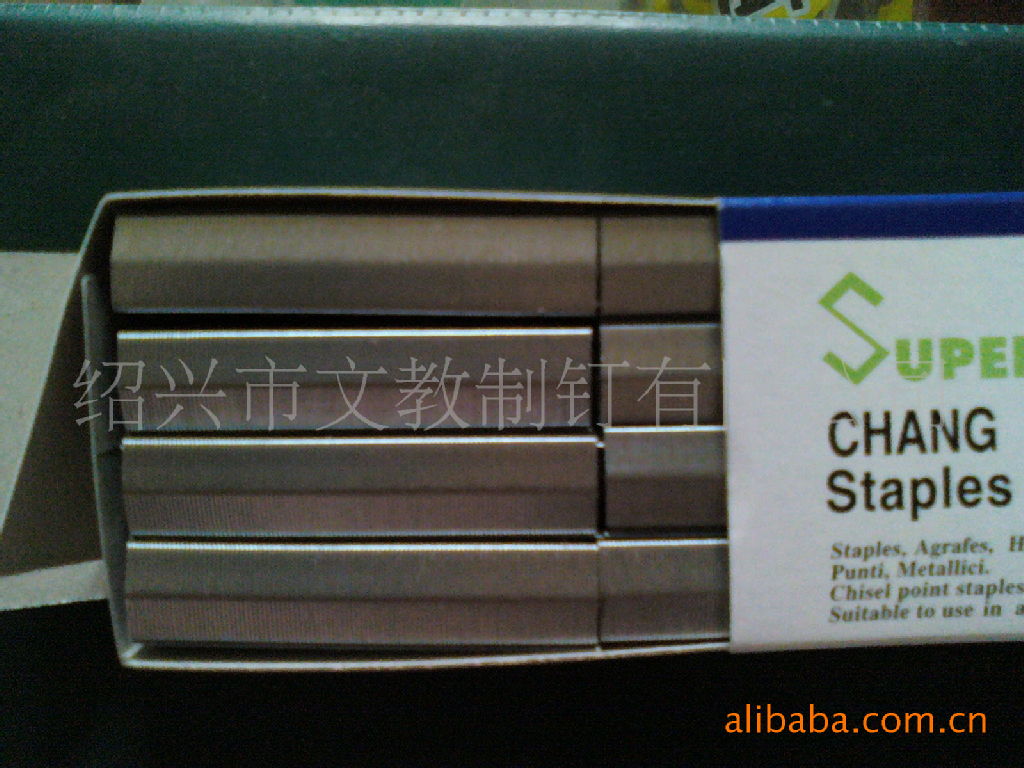 绍兴市文教制钉有
SUPER
CHANG
Staples
Staples, Agrafes, H
Punti, Metallici.
Chisel point staples
Suitable to use in a
alibaba.com.cn